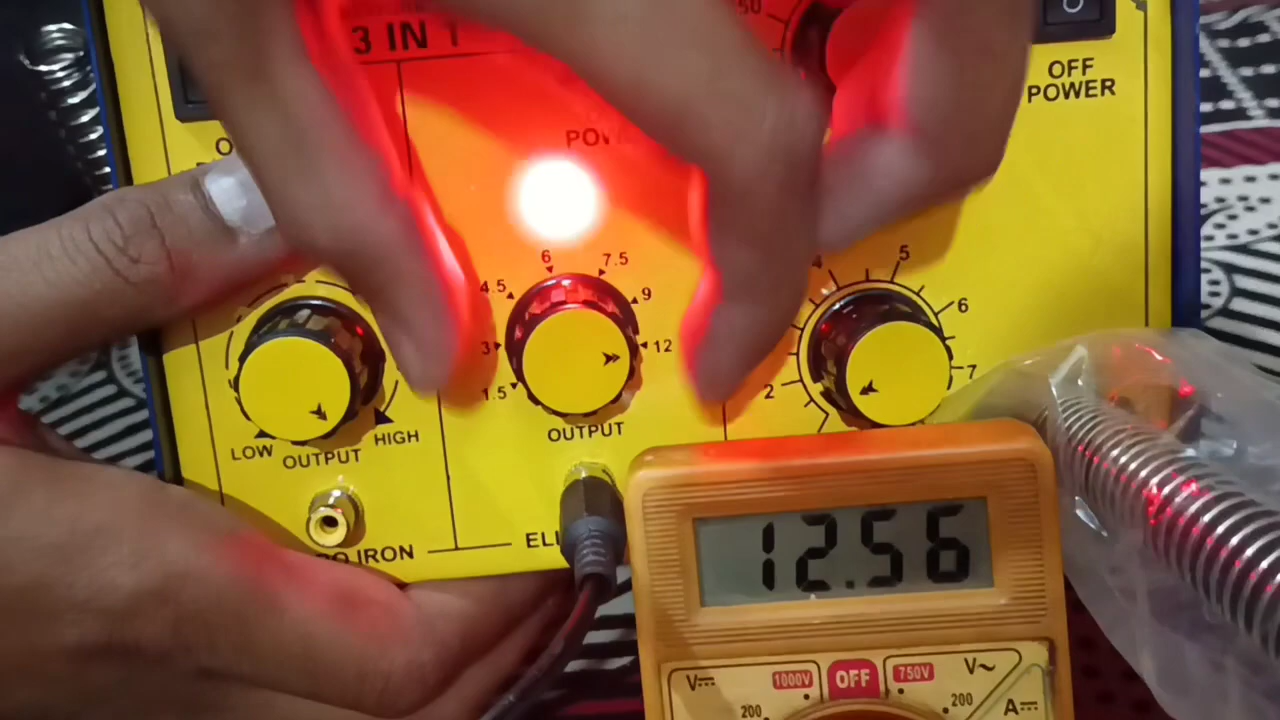 3 IN 1
50
OFF
POWER
6
7.5
4.5
9
3
12
1.5
OUTPUT
5
4
6
7
2
LOW
HIGH
OUTPUT
IRON
12.56
V⎓
1000V
OFF
750V
V~
200
200
A⎓